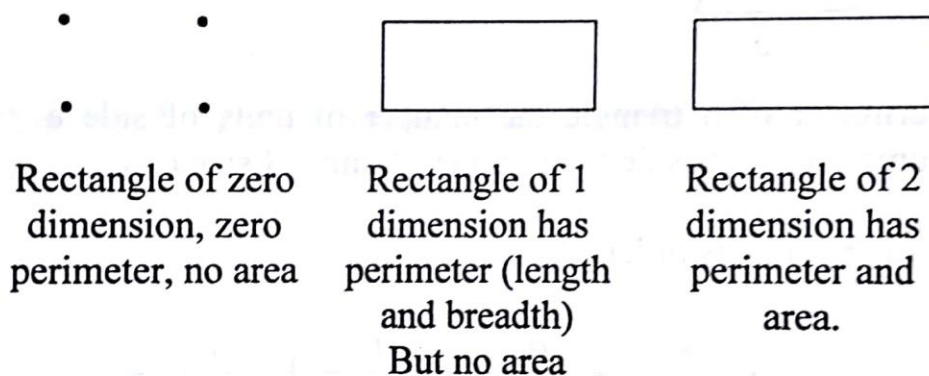 Rectangle of zero
dimension, zero
perimeter, no area
Rectangle of 1
dimension has
perimeter (length
and breadth)
But no area
Rectangle of 2
dimension has
perimeter and
area.